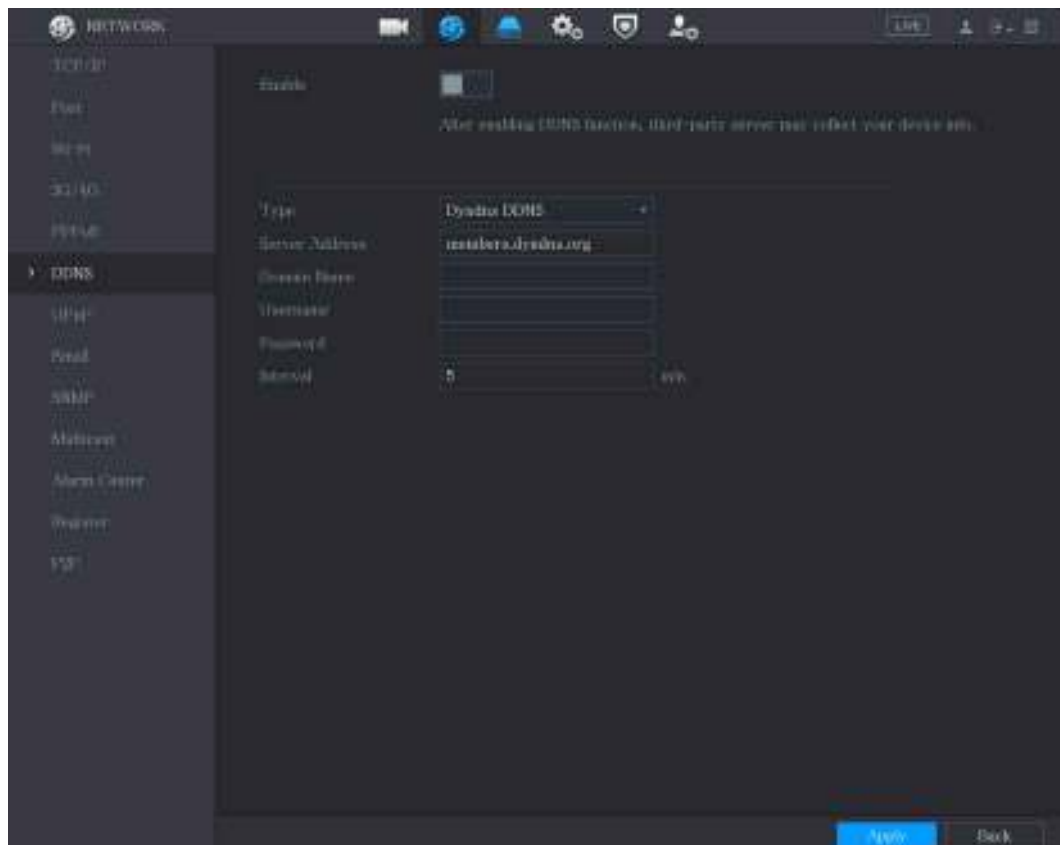 NETWORK
LIVE
TCP/IP
Port
Wi-Fi
3G/4G
PPPoE
DDNS
UPnP
Email
SNMP
Multicast
Alarm Center
Register
P2P
Enable
After enabling DDNS function, third-party server may collect your device info.
Type
Dyndns DDNS
Server Address
members.dyndns.org
Domain Name
Username
Password
Interval
5
min.
Apply
Back